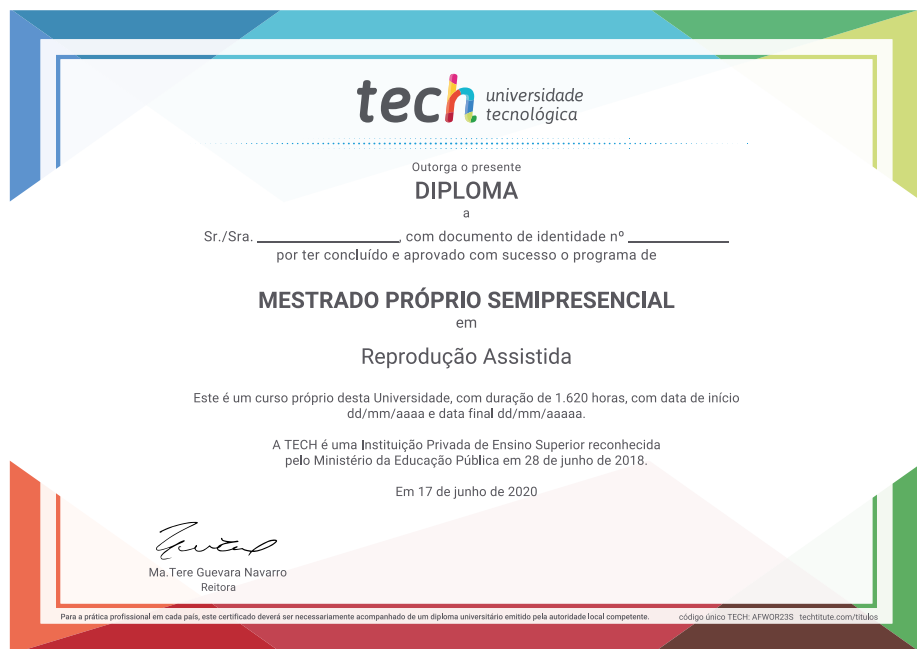 tech universidade
tecnológica
Outorga o presente
DIPLOMA
a
Sr./Sra. , com documento de identidade nº
por ter concluído e aprovado com sucesso o programa de
MESTRADO PRÓPRIO SEMIPRESENCIAL
em
Reprodução Assistida
Este é um curso próprio desta Universidade, com duração de 1.620 horas, com data de início
dd/mm/aaaa e data final dd/mm/aaaaa.
A TECH é uma Instituição Privada de Ensino Superior reconhecida
pelo Ministério da Educação Pública em 28 de junho de 2018.
Em 17 de junho de 2020
Ma.Tere Guevara Navarro
Reitora
Para a prática profissional em cada país, este certificado deverá ser necessariamente acompanhado de um diploma universitário emitido pela autoridade local competente. código único TECH: AFWOR23S techtitute.com/titulos